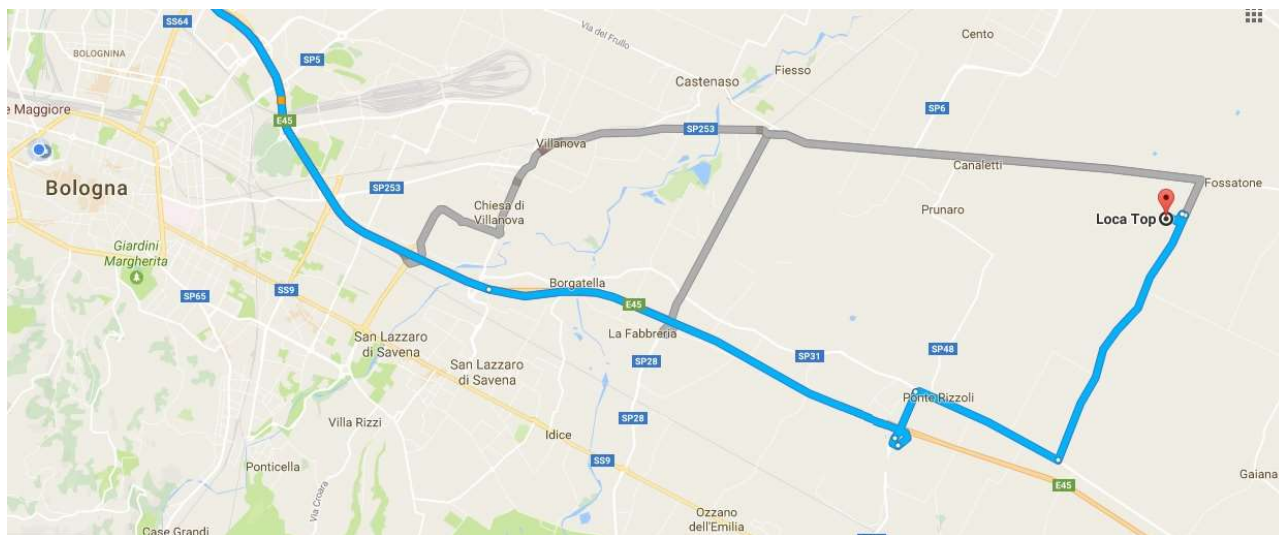 SS64
Via del Frullo
Cento
BOLOGNINA
SP5
Fiesso
Castenaso
e Maggiore
SP6
E45
SP253
Villanova
Canaletti
Fossatone
Bologna
SP253
Chiesa di
Villanova
Prunaro
Loca Top
Giardini
Margherita
SP65
SS9
Borgatella
E45
La Fabbreria
San Lazzaro
di Savena
SP31
SP48
San Lazzaro
di Savena
SP28
Ponte Rizzoli
Villa Rizzi
SP28
Idice
Ponticella
SS9
Gaiana
E45
Via Croara
Ozzano
dell'Emilia
Case Grandi